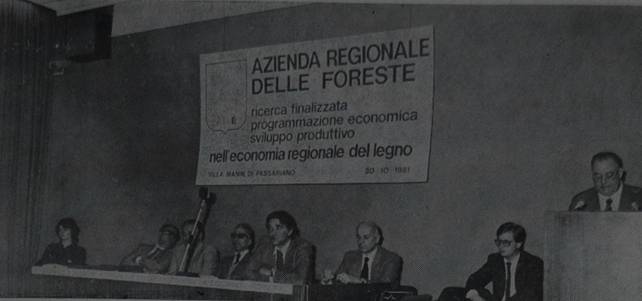 AZIENDA REGIONALE
DELLE FORESTE
ricerca finalizzata
programmazione economica
sviluppo produttivo
nell'economia regionale del legno
VILLA MANIN DI PASSARIANO 30 10 1981